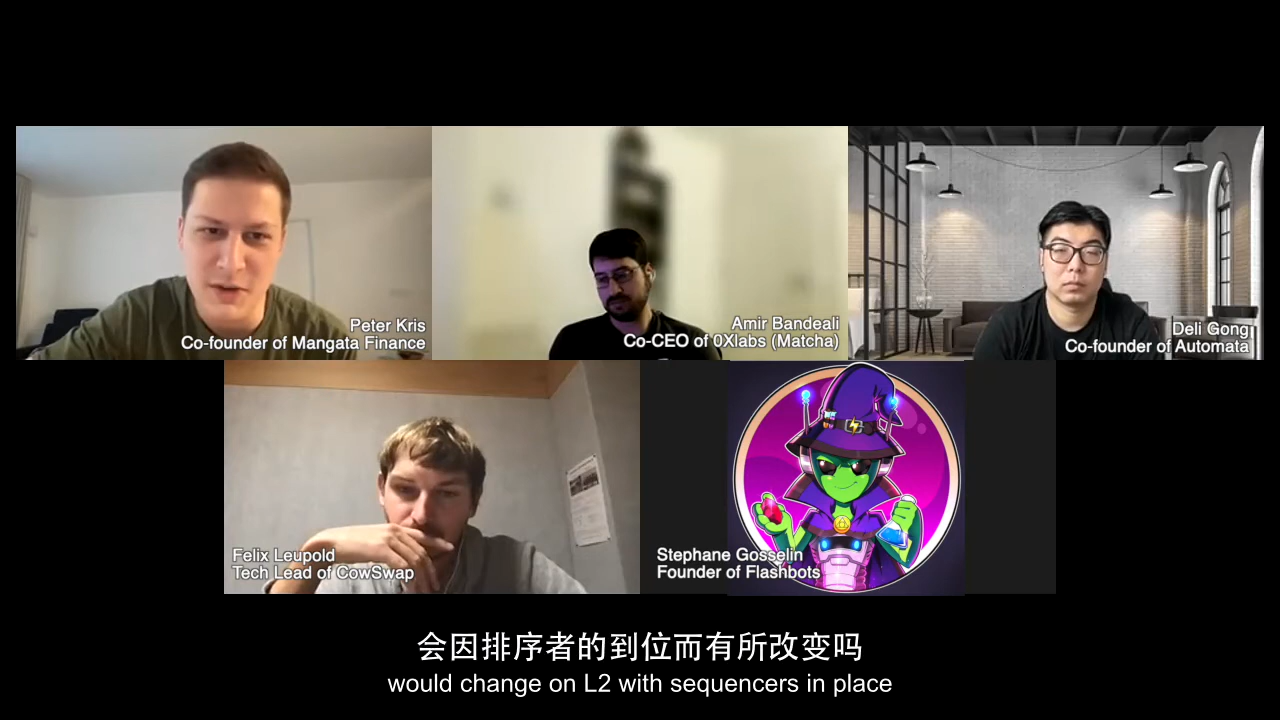 Peter Kris
Co-founder of Mangata Finance
Amir Bandeali
Co-CEO of 0Xlabs (Matcha)
Deli Gong
Co-founder of Automata
Felix Leupold
Tech Lead of CowSwap
Stephane Gosselin
Founder of Flashbots
会因排序者的到位而有所改变吗
would change on L2 with sequencers in place